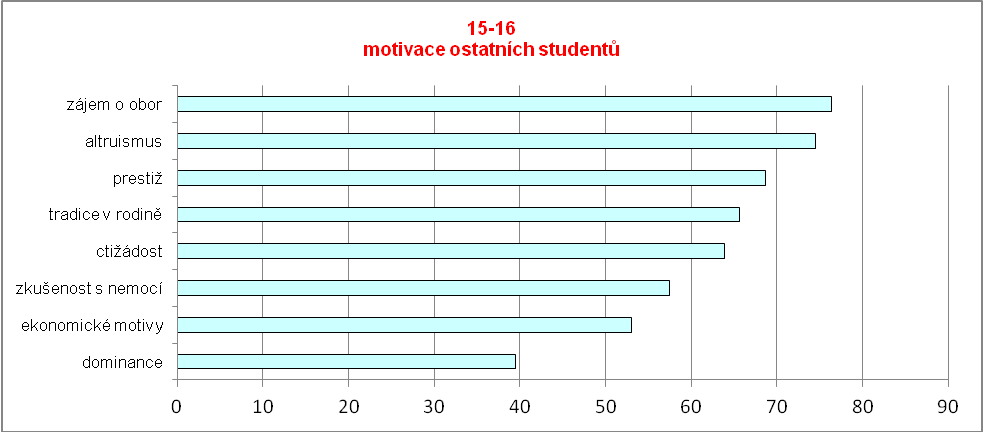 15-16
motivace ostatních studentů
zájem o obor
altruismus
prestiž
tradice v rodině
ctižádost
zkušenost s nemocí
ekonomické motivy
dominance
0 10 20 30 40 50 60 70 80 90